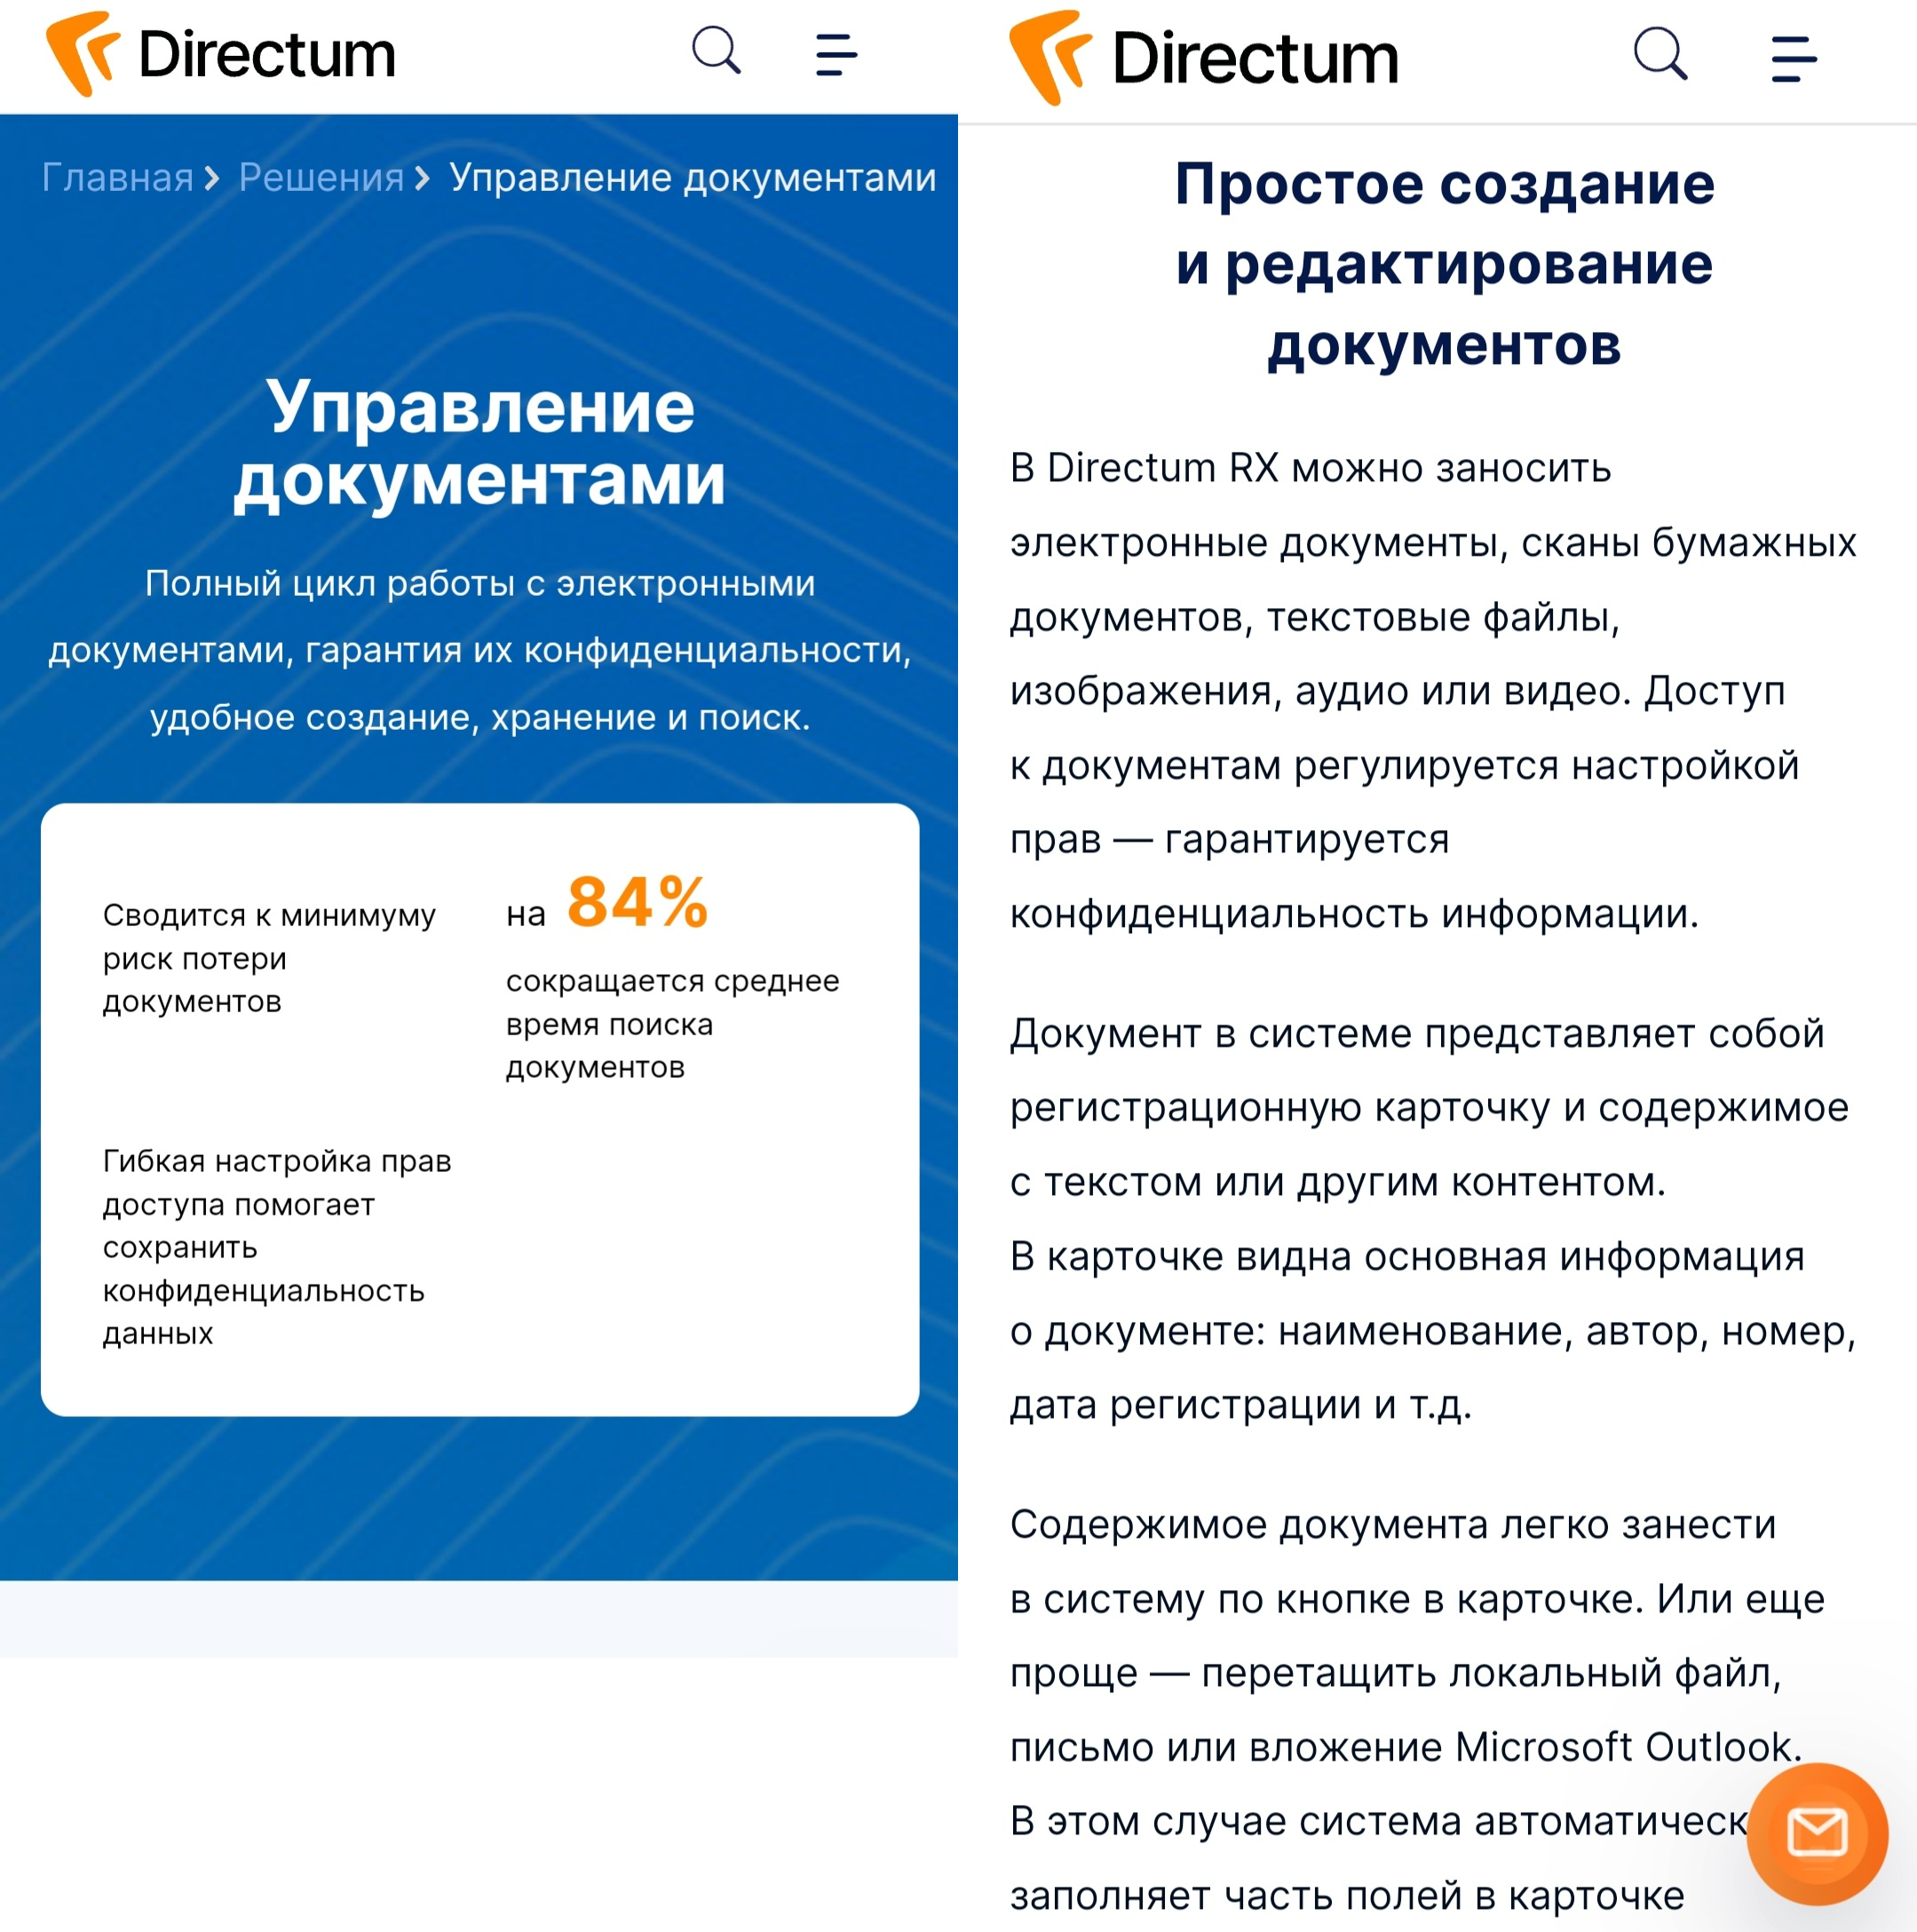 Directum
Главная > Решения > Управление документами
Управление
документами
Полный цикл работы с электронными
документами, гарантия их конфиденциальности,
удобное создание, хранение и поиск.
Сводится к минимуму
риск потери
документов
на 84%
сокращается среднее
время поиска
документов
Гибкая настройка прав
доступа помогает
сохранить
конфиденциальность
данных
Directum
Простое создание
и редактирование
документов
В Directum RX можно заносить
электронные документы, сканы бумажных
документов, текстовые файлы,
изображения, аудио или видео. Доступ
к документам регулируется настройкой
прав — гарантируется
конфиденциальность информации.
Документ в системе представляет собой
регистрационную карточку и содержимое
с текстом или другим контентом.
В карточке видна основная информация
о документе: наименование, автор, номер,
дата регистрации и т.д.
Содержимое документа легко занести
в систему по кнопке в карточке. Или еще
проще — перетащить локальный файл,
письмо или вложение Microsoft Outlook.
В этом случае система автоматическ
заполняет часть полей в карточке